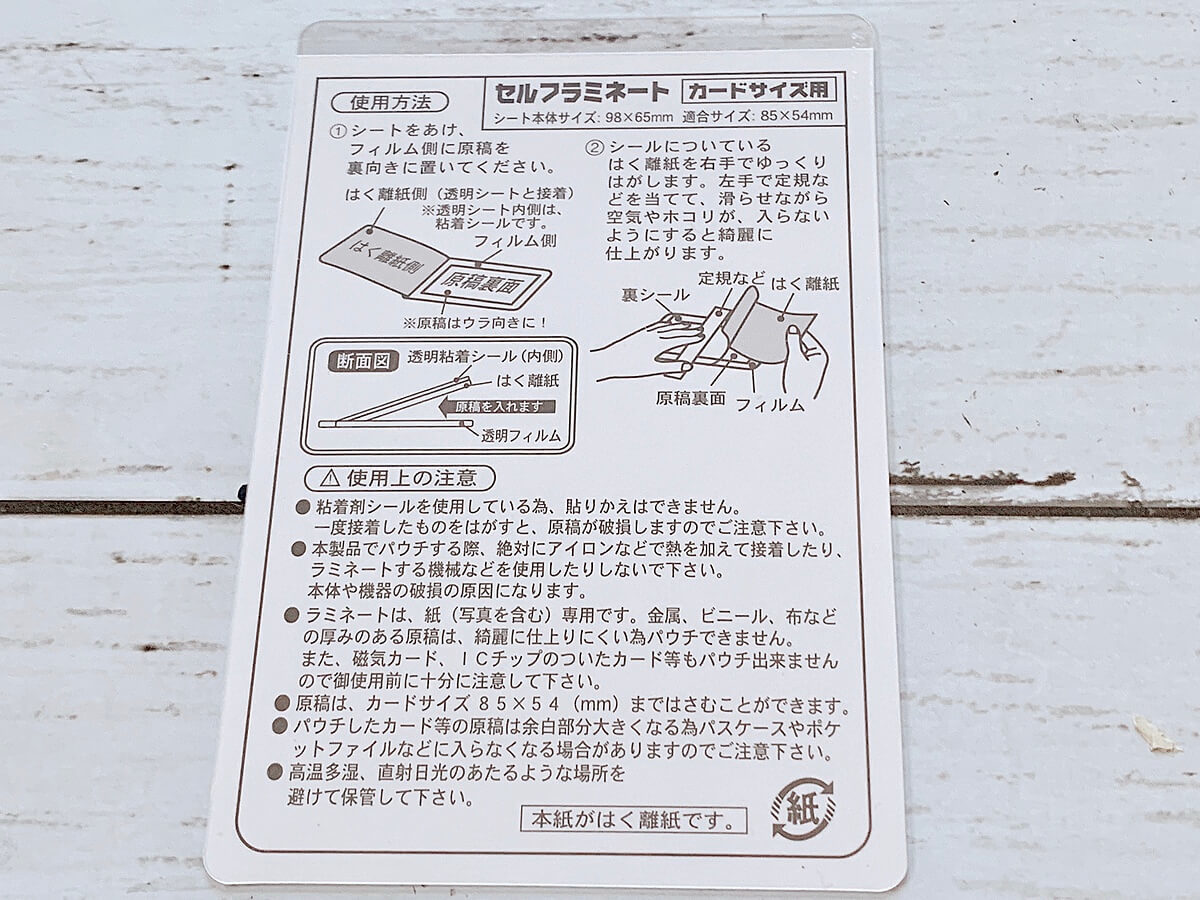 セルフラミネート カードサイズ用
シート本体サイズ: 98×65mm 適合サイズ: 85×54mm
使用方法
①シートをあけ、
フィルム側に原稿を
裏向きに置いてください。
はく離紙側（透明シートと接着）
※透明シート内側は、
粘着シールです。
フィルム側
はく離紙側
原稿裏面
※原稿はウラ向きに！
断面図
透明粘着シール（内側）
はく離紙
原稿を入れます
透明フィルム
②シールについている
はく離紙を右手でゆっくり
はがします。左手で定規な
どを当てて、滑らせながら
空気やホコリが、入らない
ようにすると綺麗に
仕上がります。
定規など
はく離紙
裏シール
原稿裏面
フィルム
⚠使用上の注意
●粘着剤シールを使用している為、貼りかえはできません。
一度接着したものをはがすと、原稿が破損しますのでご注意下さい。
●本製品でパウチする際、絶対にアイロンなどで熱を加えて接着したり、
ラミネートする機械などを使用したりしないで下さい。
本体や機器の破損の原因になります。
●ラミネートは、紙（写真を含む）専用です。金属、ビニール、布など
の厚みのある原稿は、綺麗に仕上りにくい為パウチできません。
また、磁気カード、ＩＣチップのついたカード等もパウチ出来ません
ので御使用前に十分に注意して下さい。
●原稿は、カードサイズ８５×５４（mm）まではさむことができます。
●パウチしたカード等の原稿は余白部分大きくなる為パスケースやポケ
ットファイルなどに入らなくなる場合がありますのでご注意下さい。
●高温多湿、直射日光のあたるような場所を
避けて保管して下さい。
本紙がはく離紙です。
紙